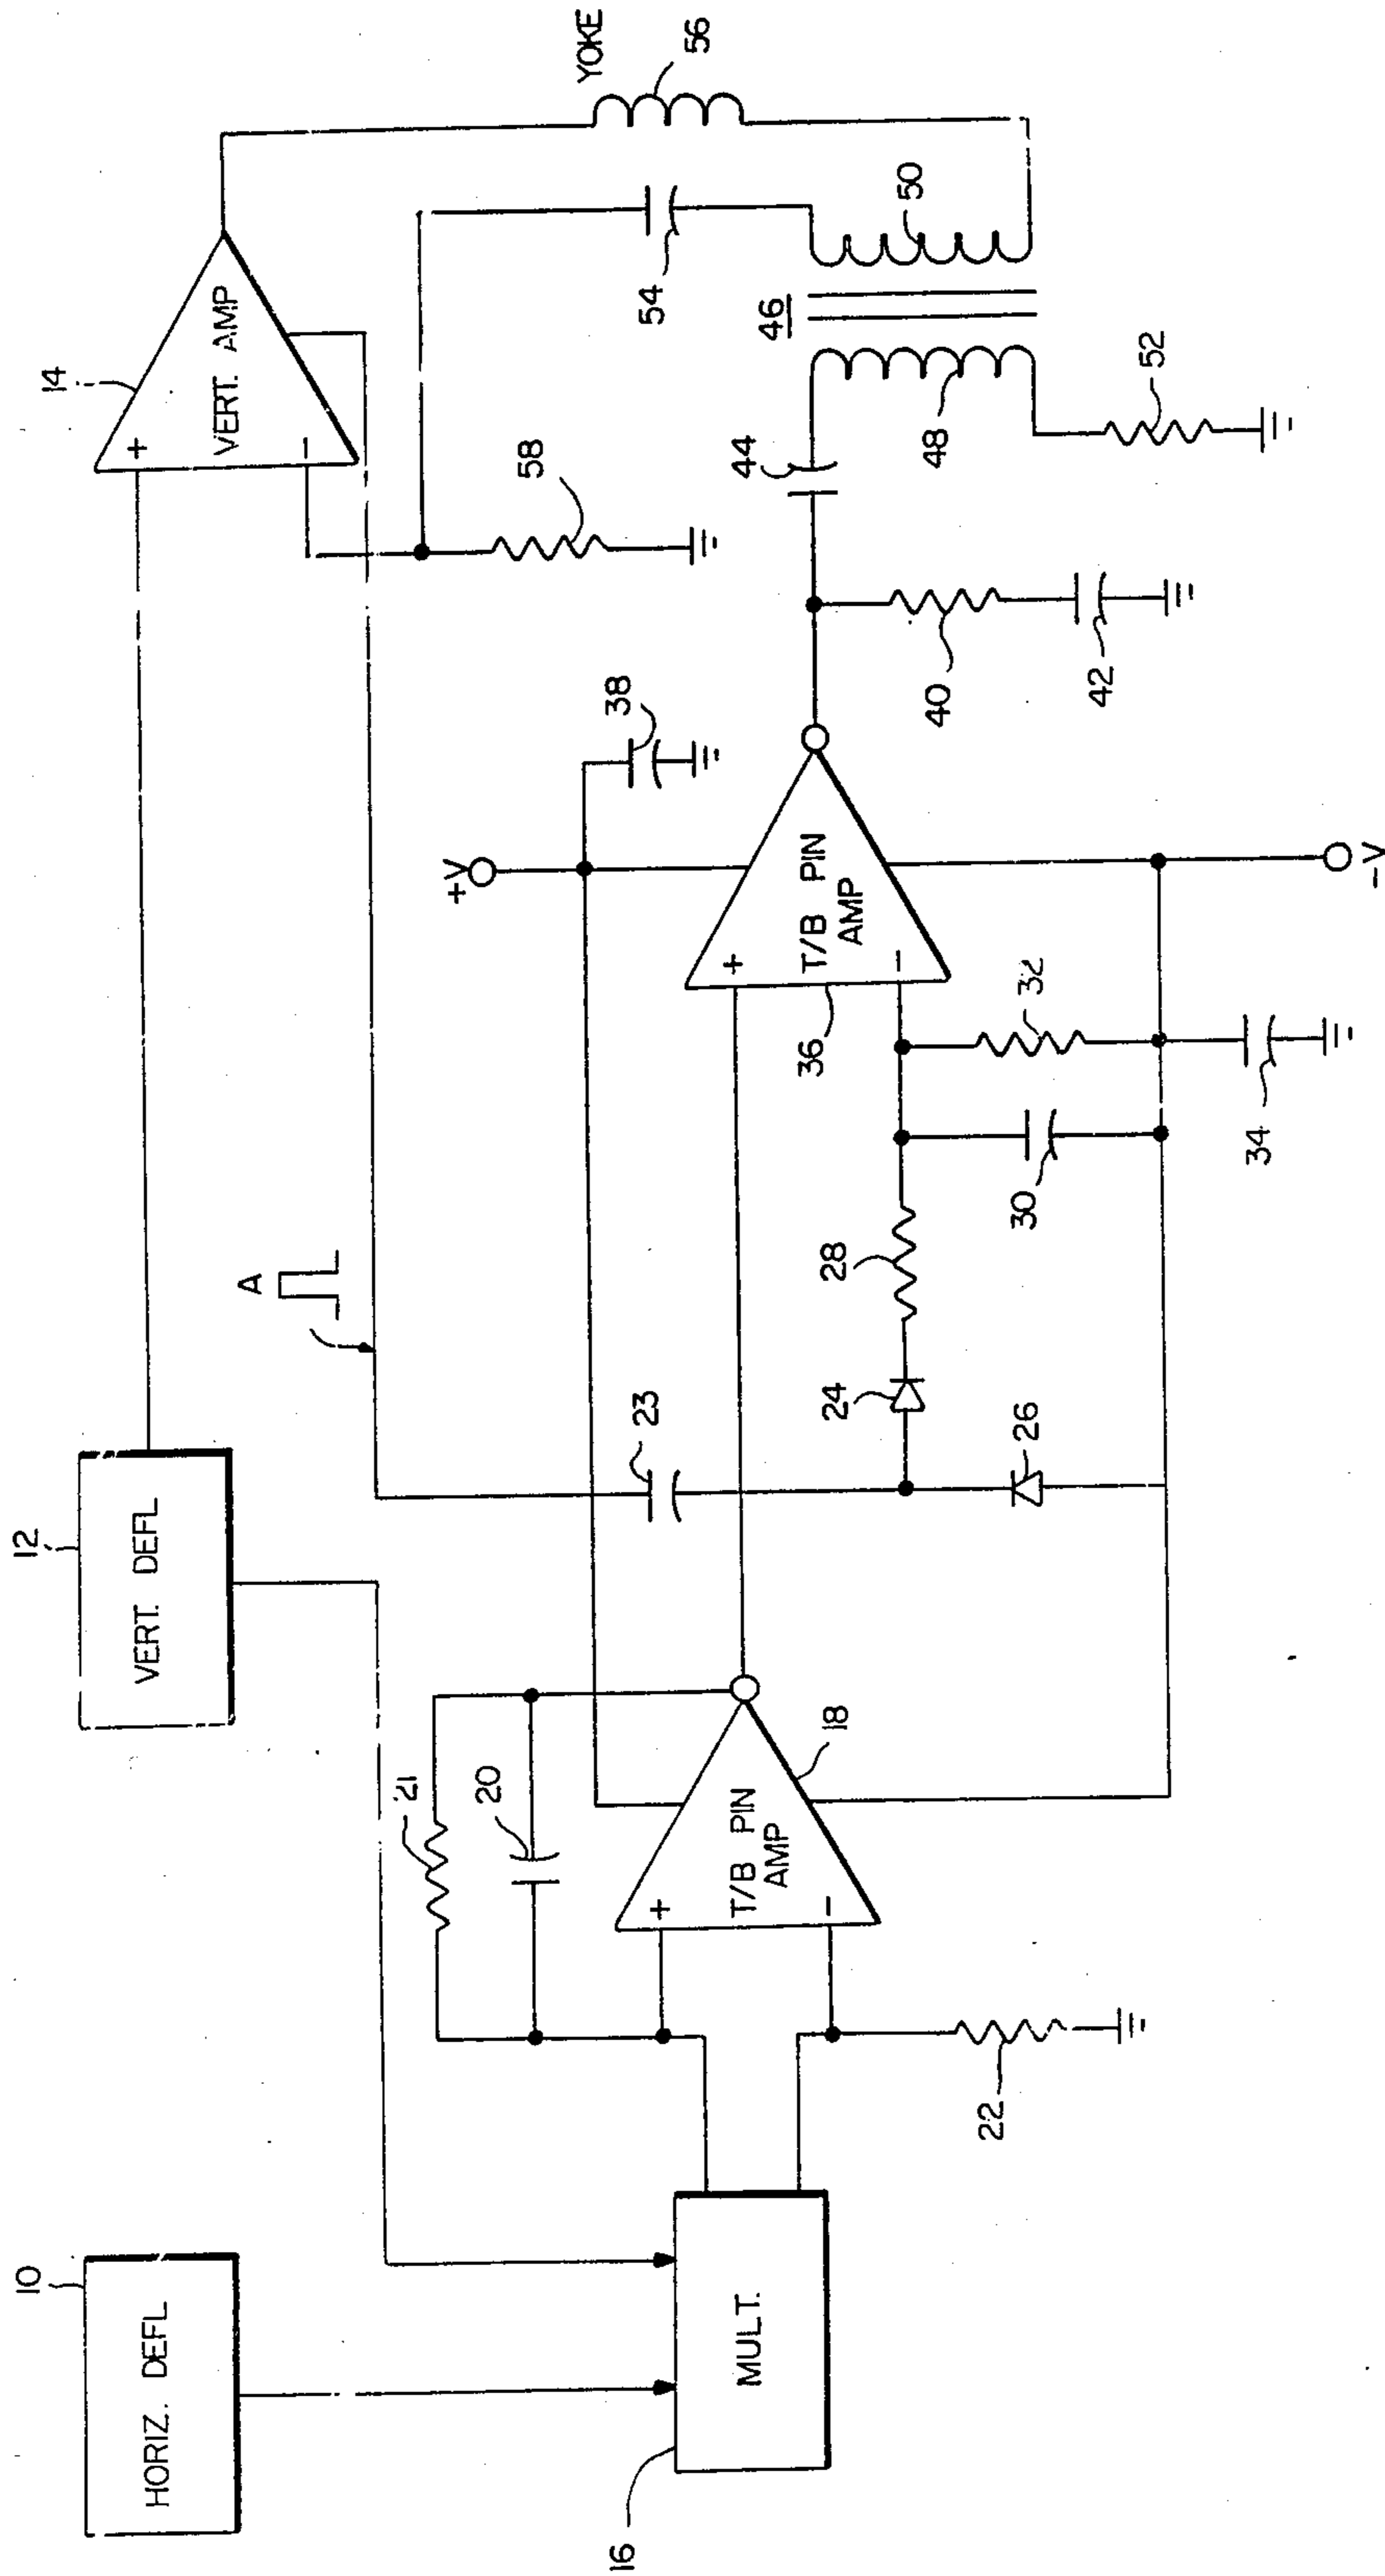 10
HORIZ. DEFL
12
VERT. DEFL
14
+
VERT. AMP
-
A
YOKE
56
58
54
50
46
48
52
44
16
MULT.
21
20
+
T/B PIN
AMP
-
18
22
23
24
26
28
30
32
34
+V
38
+
T/B PIN
AMP
-
36
-V
40
42